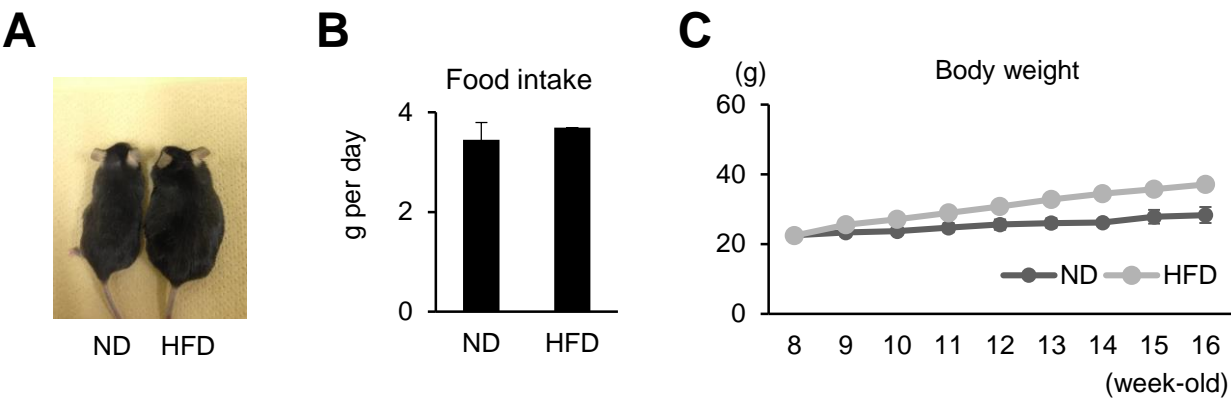 A
ND HFD
B
Food intake
g per day
4
2
0
ND HFD
C
(g)
Body weight
60
40
20
0
ND HFD
8 9 10 11 12 13 14 15 16
(week-old)